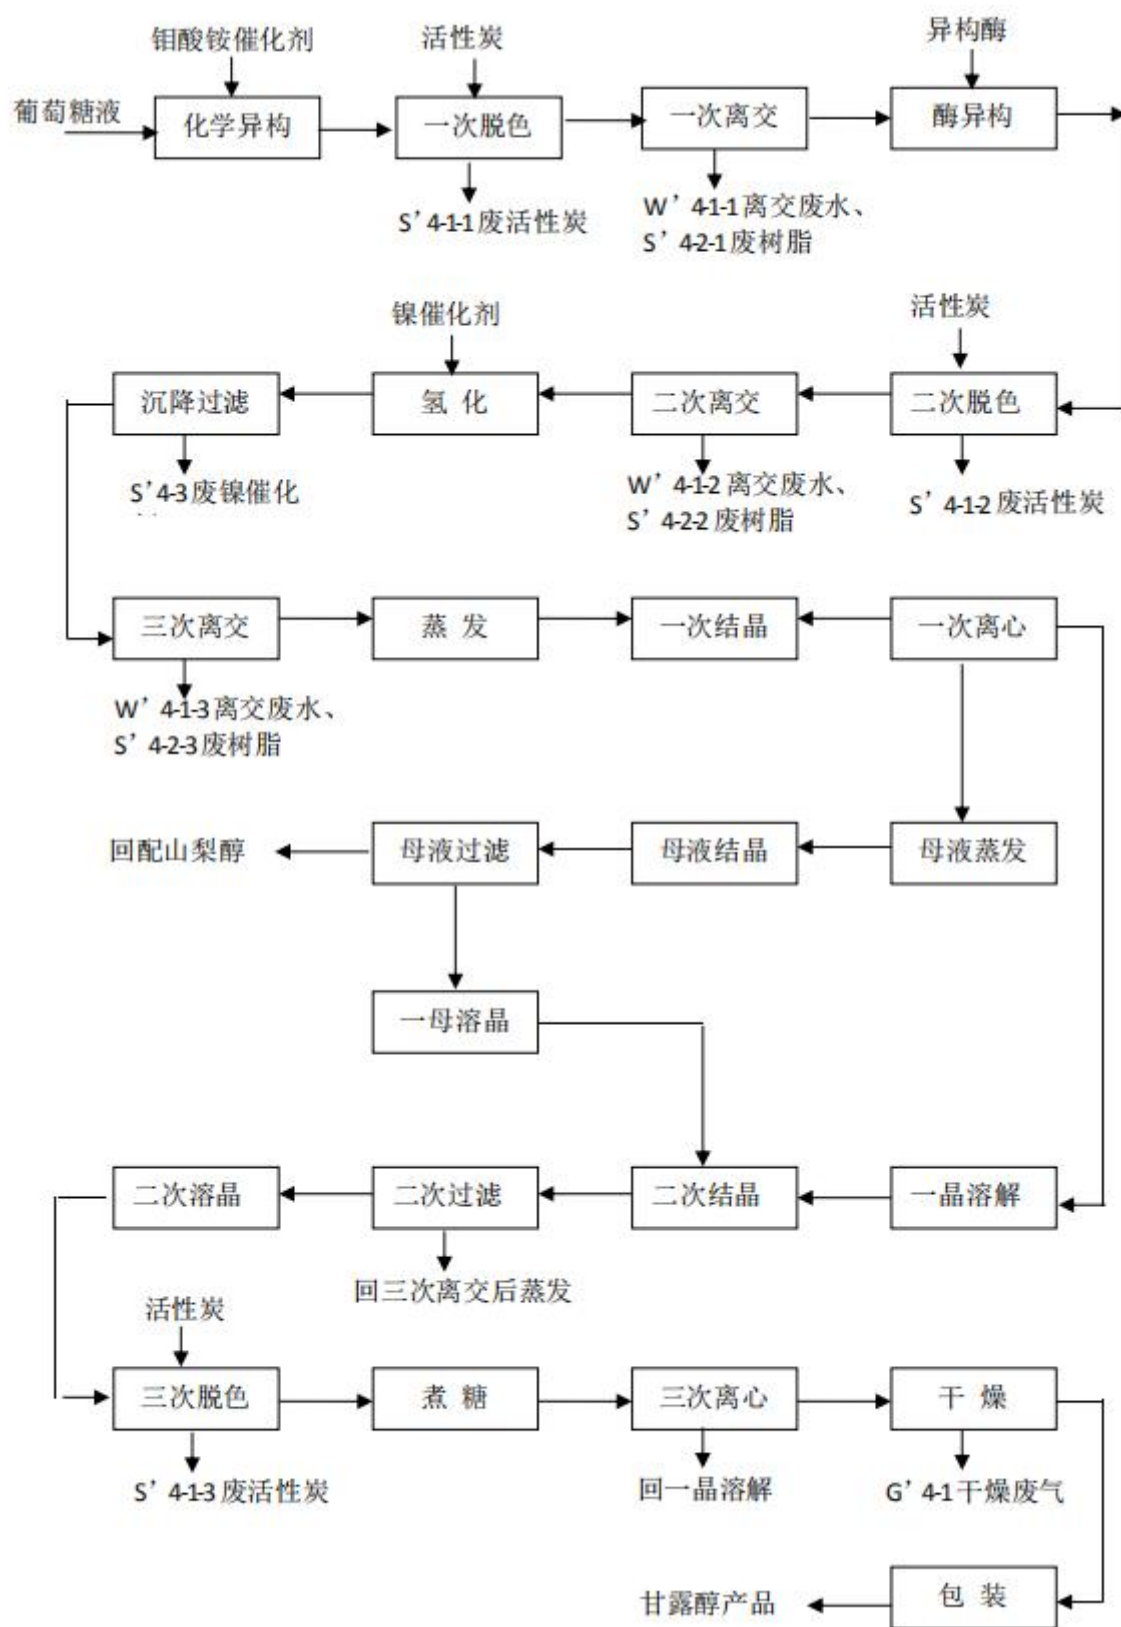 钼酸铵催化剂
活性炭
异构酶
葡萄糖液
化学异构
一次脱色
一次离交
酶异构
S’ 4-1-1 废活性炭
W’ 4-1-1 离交废水、
S’ 4-2-1 废树脂
镍催化剂
活性炭
沉降过滤
氢 化
二次离交
二次脱色
S’4-3 废镍催化
W’ 4-1-2 离交废水、
S’ 4-2-2 废树脂
S’ 4-1-2 废活性炭
三次离交
蒸 发
一次结晶
一次离心
W’ 4-1-3 离交废水、
S’ 4-2-3 废树脂
回配山梨醇
母液过滤
母液结晶
母液蒸发
一母溶晶
二次溶晶
二次过滤
二次结晶
一晶溶解
回三次离交后蒸发
活性炭
三次脱色
煮 糖
三次离心
干 燥
S’ 4-1-3 废活性炭
回一晶溶解
G’ 4-1 干燥废气
甘露醇产品
包 装